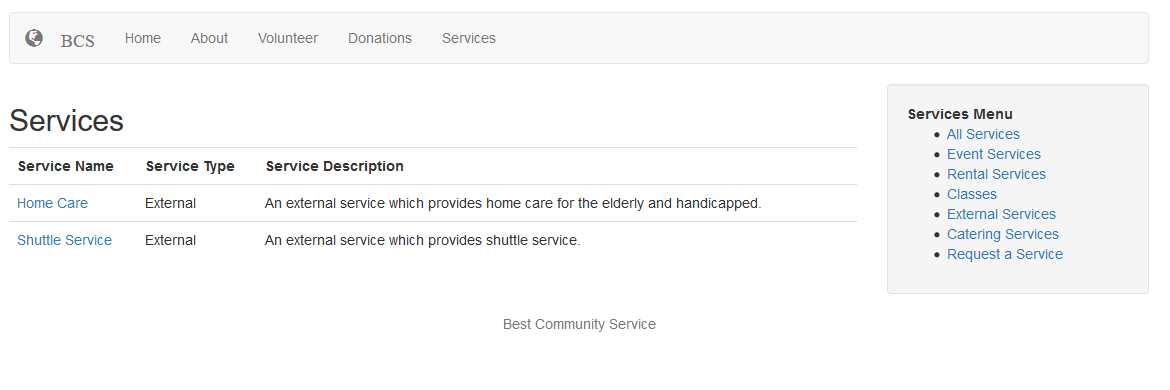 BCS Home About Volunteer Donations Services
Services
Service Name Service Type Service Description
Home Care External An external service which provides home care for the elderly and handicapped.
Shuttle Service External An external service which provides shuttle service.
Services Menu
All Services
Event Services
Rental Services
Classes
External Services
Catering Services
Request a Service
Best Community Service